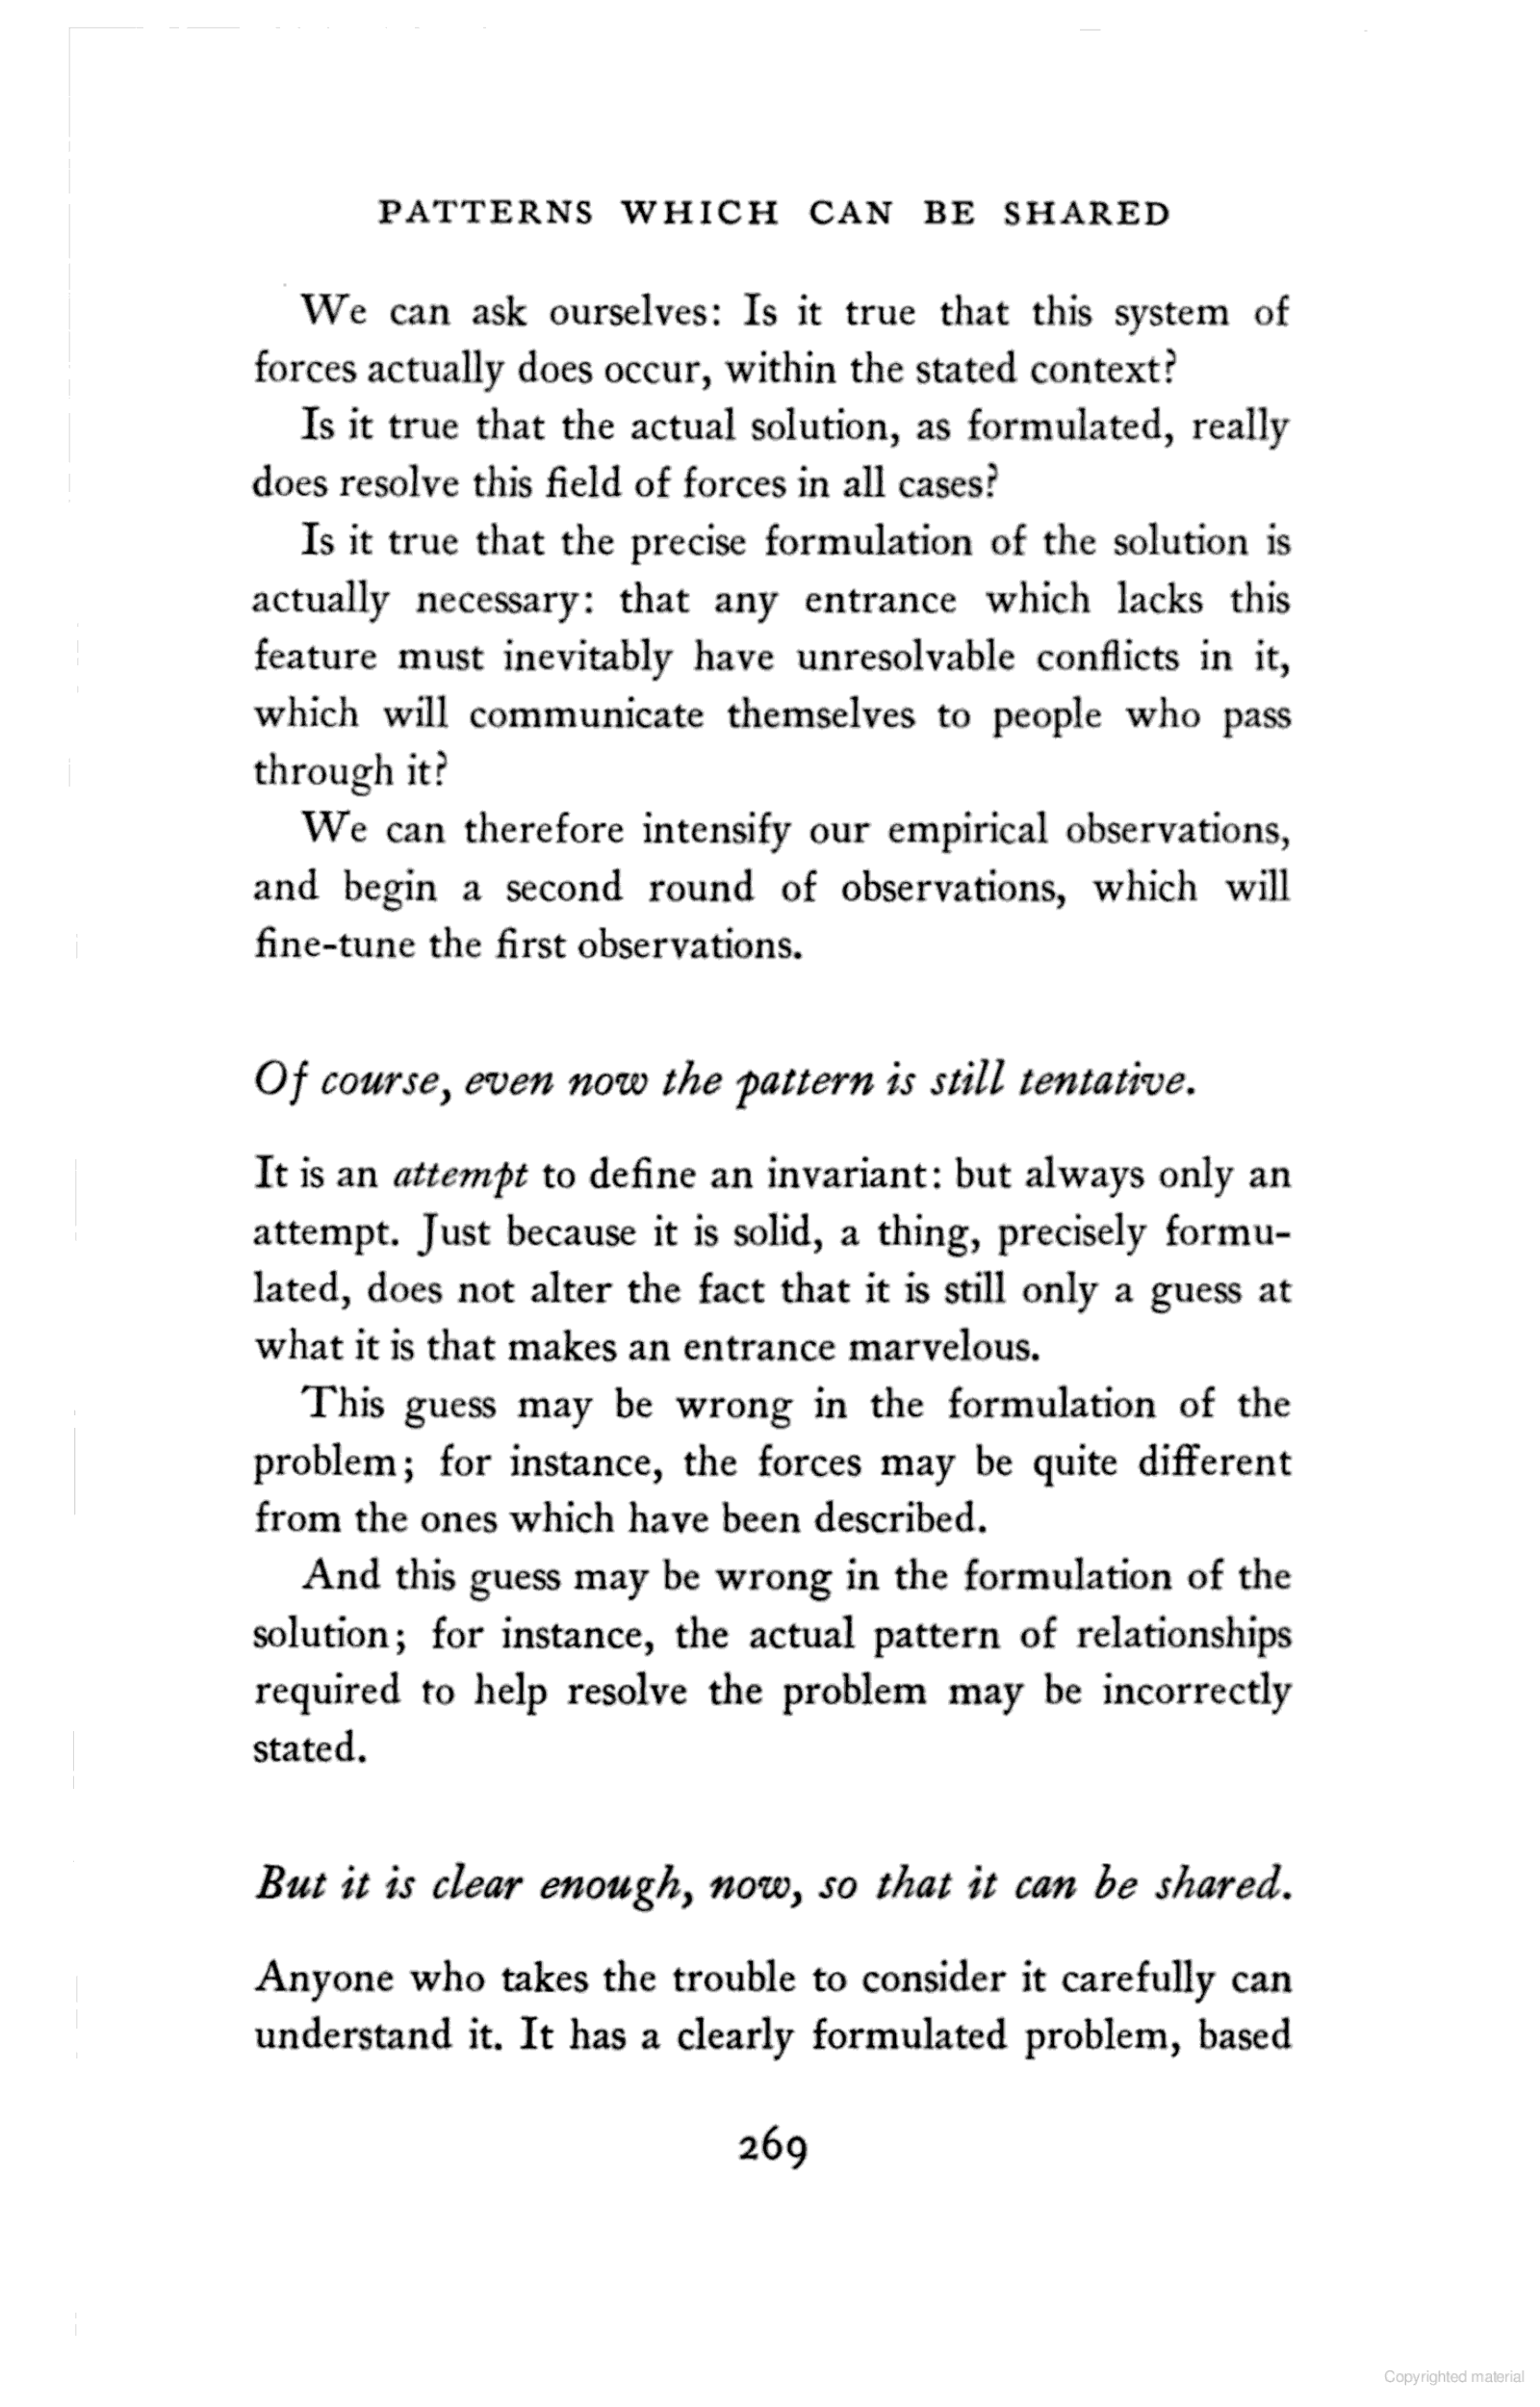 PATTERNS WHICH CAN BE SHARED
We can ask ourselves: Is it true that this system of
forces actually does occur, within the stated context?
Is it true that the actual solution, as formulated, really
does resolve this field of forces in all cases?
Is it true that the precise formulation of the solution is
actually necessary: that any entrance which lacks this
feature must inevitably have unresolvable conflicts in it,
which will communicate themselves to people who pass
through it?
We can therefore intensify our empirical observations,
and begin a second round of observations, which will
fine-tune the first observations.
Of course, even now the pattern is still tentative.
It is an attempt to define an invariant: but always only an
attempt. Just because it is solid, a thing, precisely formu-
lated, does not alter the fact that it is still only a guess at
what it is that makes an entrance marvelous.
This guess may be wrong in the formulation of the
problem; for instance, the forces may be quite different
from the ones which have been described.
And this guess may be wrong in the formulation of the
solution; for instance, the actual pattern of relationships
required to help resolve the problem may be incorrectly
stated.
But it is clear enough, now, so that it can be shared.
Anyone who takes the trouble to consider it carefully can
understand it. It has a clearly formulated problem, based
269
Copyrighted material